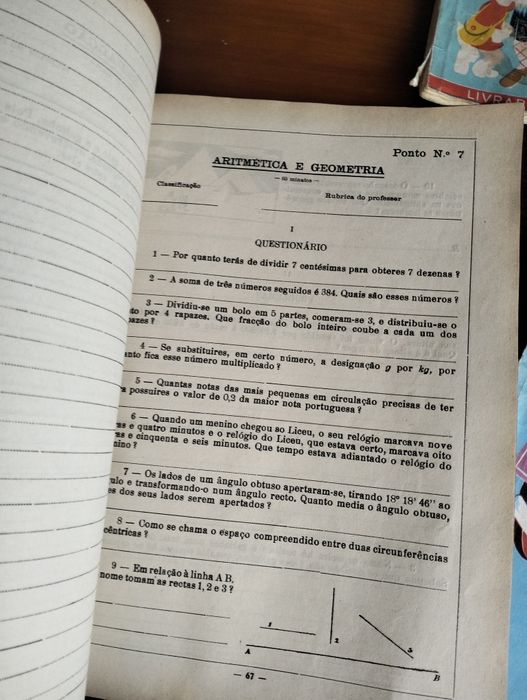 LIVRAR
Ponto N.º 7
ARITMÉTICA E GEOMETRIA
— 50 minutos —
Classificação
Rubrica do professor
I
QUESTIONÁRIO
1 — Por quanto terás de dividir 7 centésimas para obteres 7 dezenas ?
2 — A soma de três números seguidos é 384. Quais são esses números ?
3 — Dividiu-se um bolo em 5 partes, comeram-se 3, e distribuiu-se o
to por 4 rapazes. Que fracção do bolo inteiro coube a cada um dos
pazes ?
4 — Se substituires, em certo número, a designação g por kg, por
anto fica esse número multiplicado ?
5 — Quantas notas das mais pequenas em circulação precisas de ter
a possuires o valor de 0,2 da maior nota portuguesa ?
6 — Quando um menino chegou ao Liceu, o seu relógio marcava nove
as e quatro minutos e o relógio do Liceu, que estava certo, marcava oito
as e cinquenta e seis minutos. Que tempo estava adiantado o relógio do
nino ?
7 — Os lados de um ângulo obtuso apertaram-se, tirando 18º 18' 46'' ao
ulo e transformando-o num ângulo recto. Quanto media o ângulo obtuso,
es dos seus lados serem apertados ?
8 — Como se chama o espaço compreendido entre duas circunferências
cêntricas ?
9 — Em relação à linha A B,
nome tomam as rectas 1, 2 e 3 ?
1
2
3
A
B
— 67 —